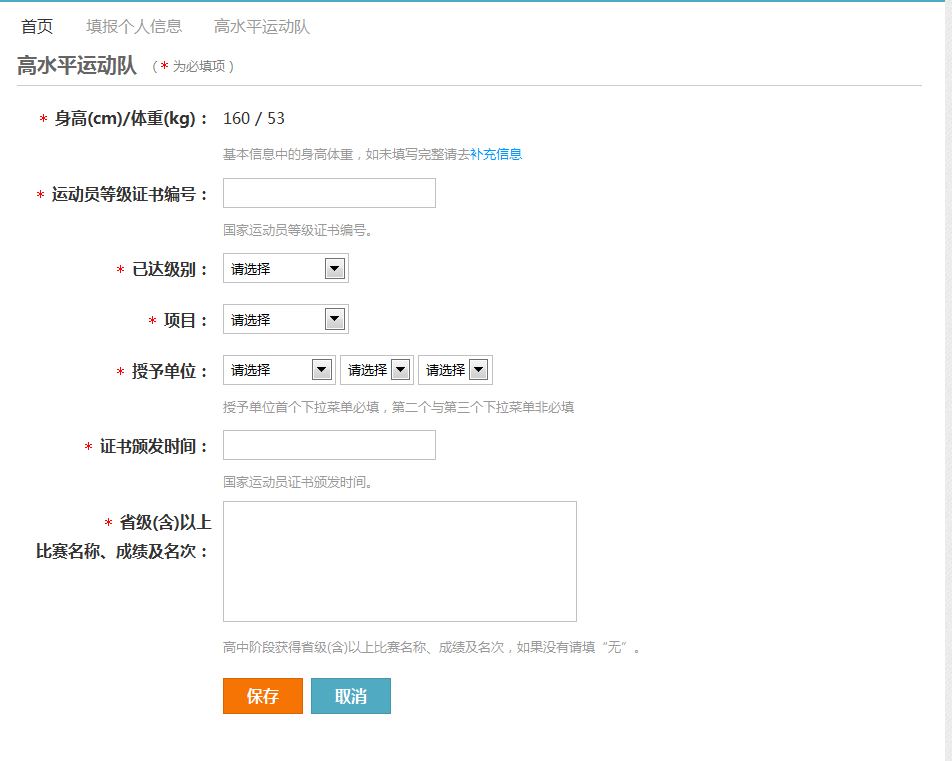 首页 填报个人信息 高水平运动队
高水平运动队 (*为必填项)
* 身高(cm)/体重(kg)： 160 / 53
基本信息中的身高体重，如未填写完整请去补充信息
* 运动员等级证书编号：
国家运动员等级证书编号。
* 已达级别： 请选择
* 项目： 请选择
* 授予单位： 请选择 请选择 请选择
授予单位首个下拉菜单必填，第二个与第三个下拉菜单非必填
* 证书颁发时间：
国家运动员证书颁发时间。
* 省级(含)以上
比赛名称、成绩及名次：
高中阶段获得省级(含)以上比赛名称、成绩及名次，如果没有请填“无”。
保存 取消